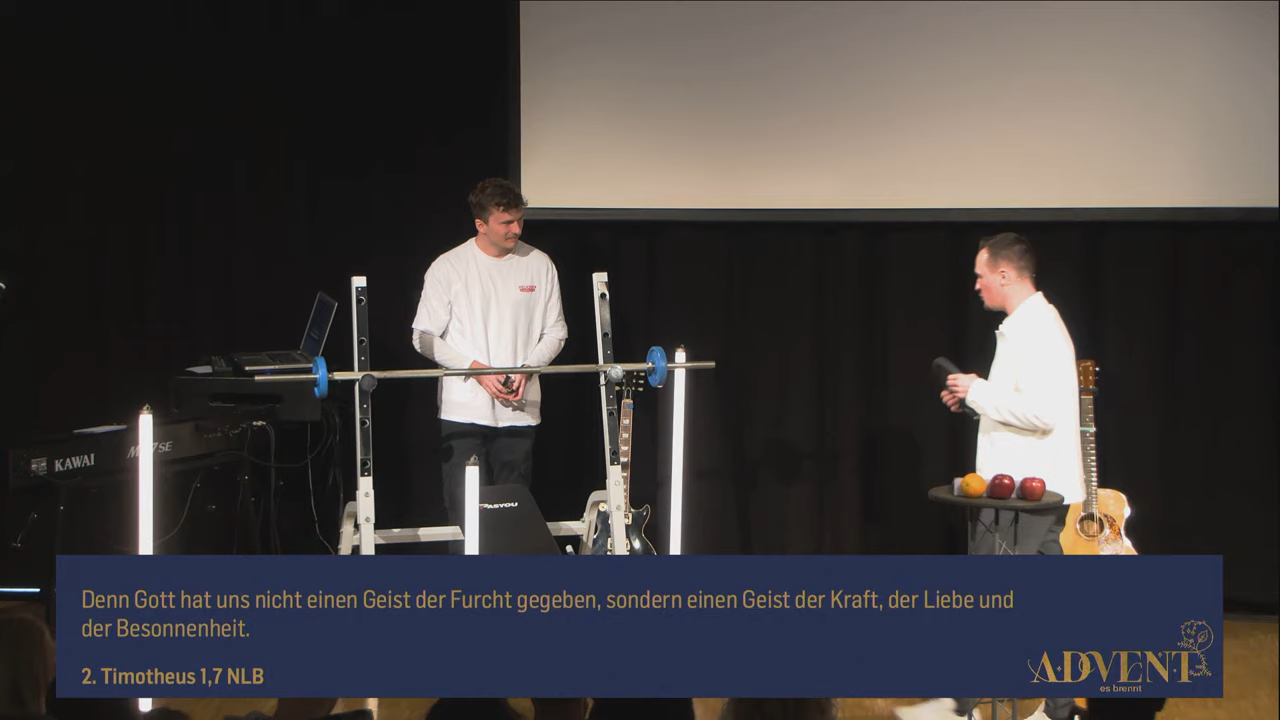 KAWAI
SE
Denn Gott hat uns nicht einen Geist der Furcht gegeben, sondern einen Geist der Kraft, der Liebe und
der Besonnenheit.
2. Timotheus 1,7 NLB
ADVENT
es brennt